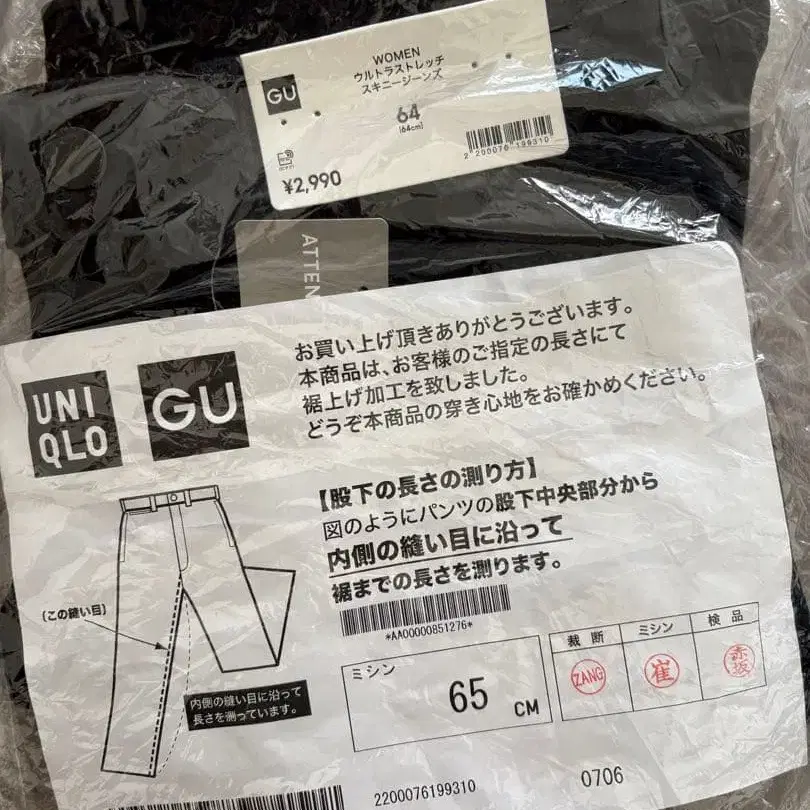 WOMEN
ウルトラストレッチ
スキニージーンズ
GU
64
(64cm)
2 200076 199310
¥2,990
ATTEN
お買い上げ頂きありがとうございます。
本商品は、お客様のご指定の長さにて
裾上げ加工を致しました。
どうぞ本商品の穿き心地をお確かめください。
UNI
QLO
GU
【股下の長さの測り方】
図のようにパンツの股下中央部分から
内側の縫い目に沿って
裾までの長さを測ります。
(この縫い目)
*AA00000851276*
内側の縫い目に沿って
長さを測っています。
ミシン
65 CM
裁断 ミシン 検品
ZANG 崔 赤坂
2200076199310
0706